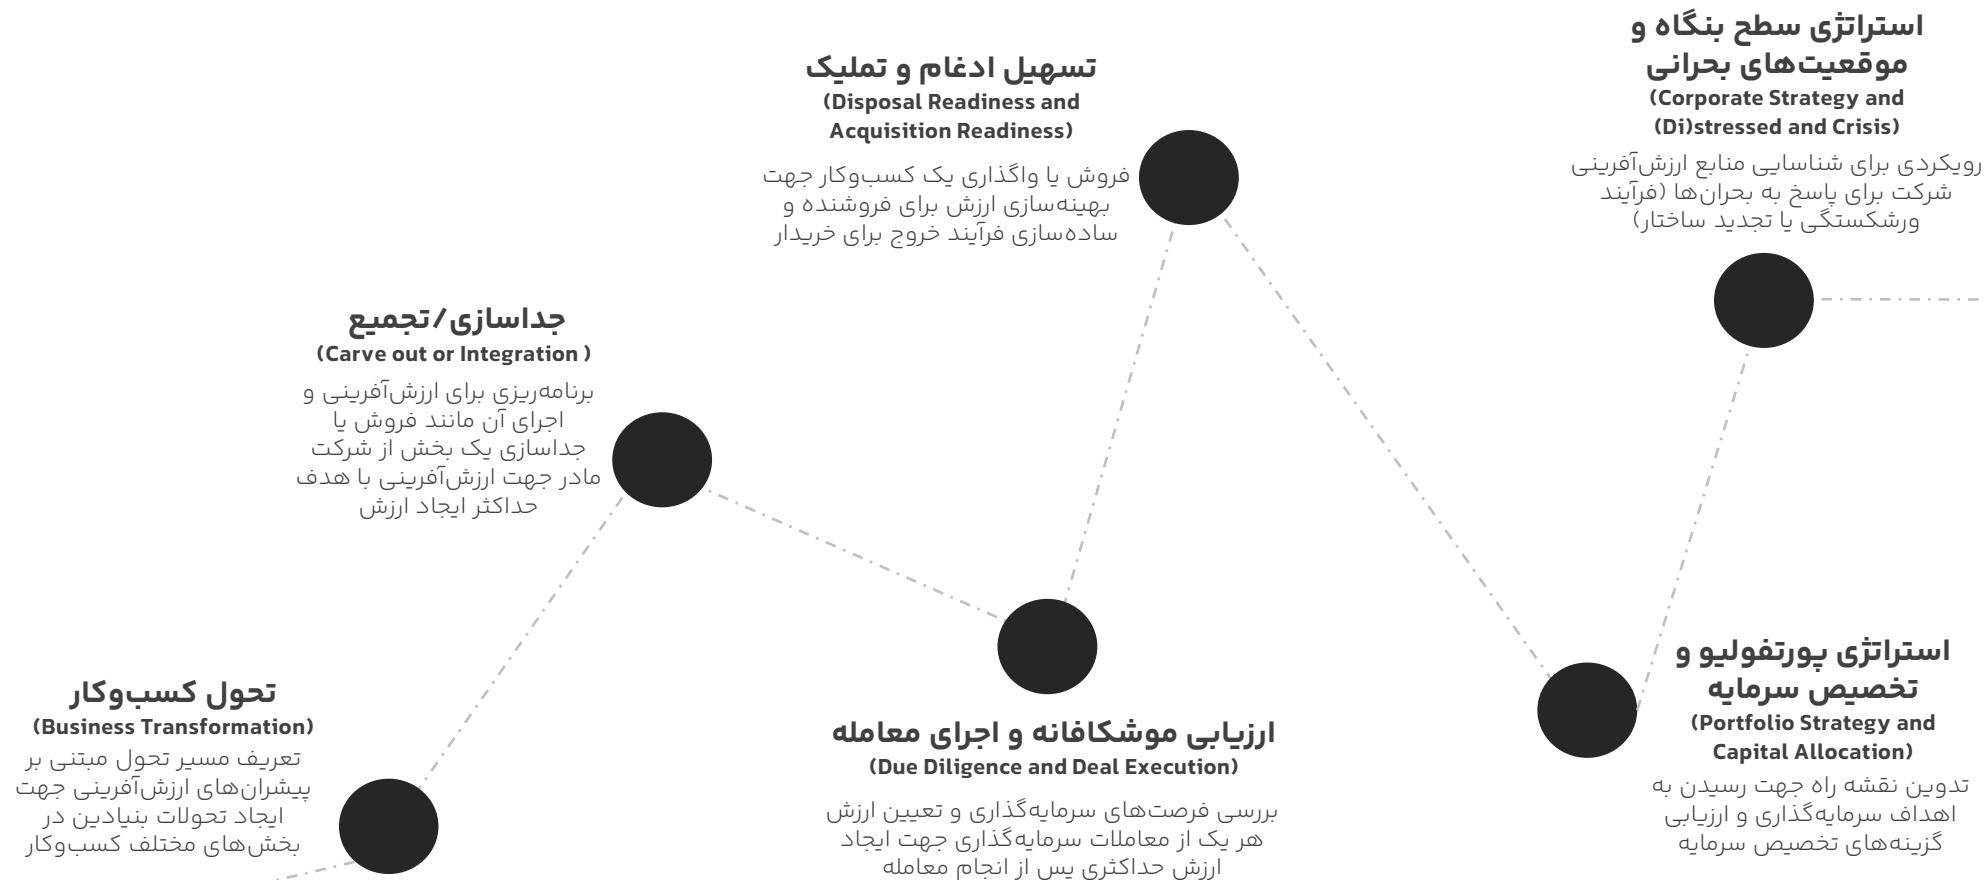 استراتژی سطح بنگاه و
موقعیت‌های بحرانی
(Corporate Strategy and
(Di)stressed and Crisis)
رویکردی برای شناسایی منابع ارزش‌آفرینی
شرکت برای پاسخ به بحران‌ها (فرآیند
ورشکستگی یا تجدید ساختار)
استراتژی پورتفولیو و
تخصیص سرمایه
(Portfolio Strategy and
Capital Allocation)
تدوین نقشه راه جهت رسیدن به
اهداف سرمایه‌گذاری و ارزیابی
گزینه‌های تخصیص سرمایه
تسهیل ادغام و تملیک
(Disposal Readiness and
Acquisition Readiness)
فروش یا واگذاری یک کسب‌وکار جهت
بهینه‌سازی ارزش برای فروشنده و
ساده‌سازی فرآیند خروج برای خریدار
ارزیابی موشکافانه و اجرای معامله
(Due Diligence and Deal Execution)
بررسی فرصت‌های سرمایه‌گذاری و تعیین ارزش
هر یک از معاملات سرمایه‌گذاری جهت ایجاد
ارزش حداکثری پس از انجام معامله
جداسازی/تجمیع
(Carve out or Integration )
برنامه‌ریزی برای ارزش‌آفرینی و
اجرای آن مانند فروش یا
جداسازی یک بخش از شرکت
مادر جهت ارزش‌آفرینی با هدف
حداکثر ایجاد ارزش
تحول کسب‌وکار
(Business Transformation)
تعریف مسیر تحول مبتنی بر
پیشران‌های ارزش‌آفرینی جهت
ایجاد تحولات بنیادین در
بخش‌های مختلف کسب‌وکار